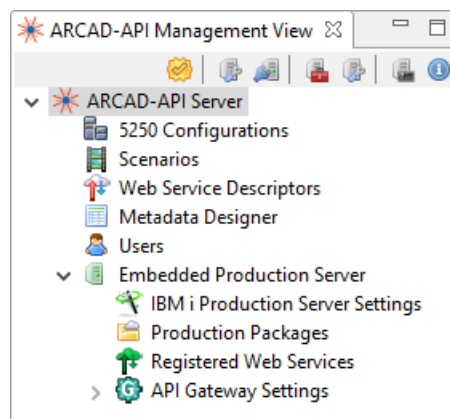 ARCAD-API Management View
ARCAD-API Server
5250 Configurations
Scenarios
Web Service Descriptors
Metadata Designer
Users
Embedded Production Server
IBM i Production Server Settings
Production Packages
Registered Web Services
API Gateway Settings